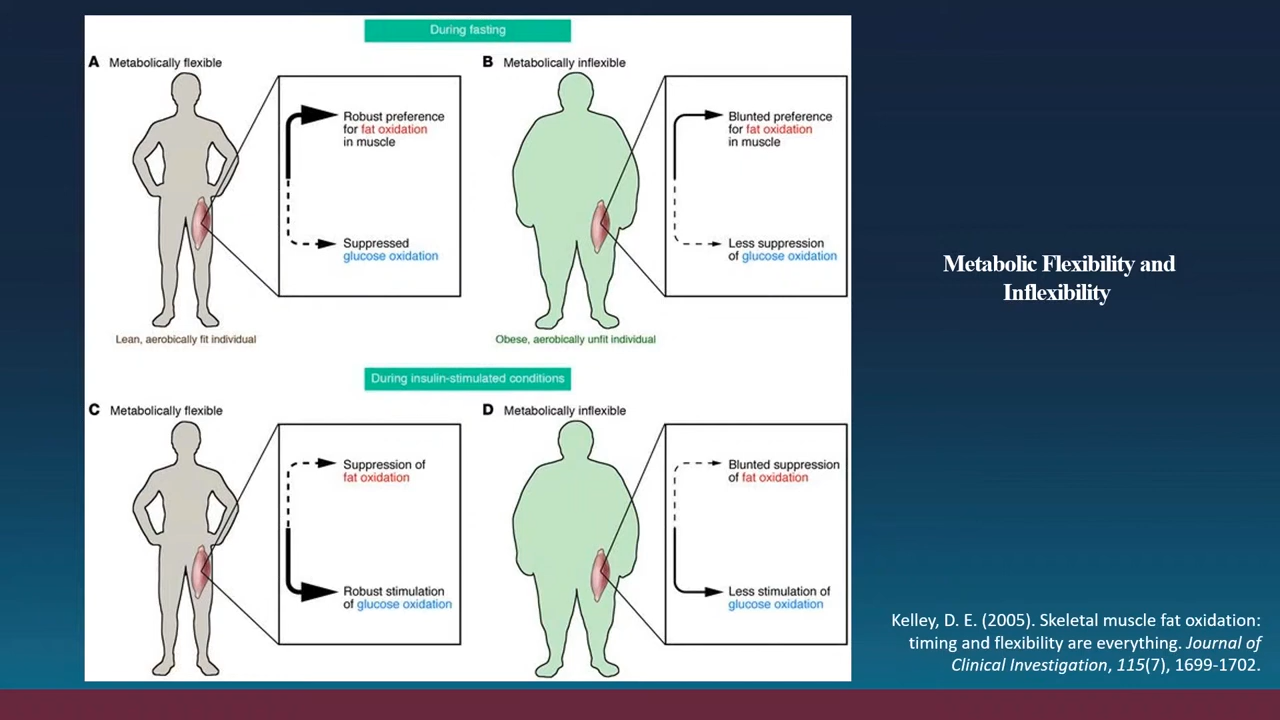 During fasting
A Metabolically flexible
B Metabolically inflexible
Robust preference
for fat oxidation
in muscle
Suppressed
glucose oxidation
Blunted preference
for fat oxidation
in muscle
Less suppression
of glucose oxidation
Lean, aerobically fit individual
Obese, aerobically unfit individual
During insulin-stimulated conditions
C Metabolically flexible
D Metabolically inflexible
Suppression of
fat oxidation
Robust stimulation
of glucose oxidation
Blunted suppression
of fat oxidation
Less stimulation of
glucose oxidation
Metabolic Flexibility and
Inflexibility
Kelley, D. E. (2005). Skeletal muscle fat oxidation:
timing and flexibility are everything. Journal of
Clinical Investigation, 115(7), 1699-1702.